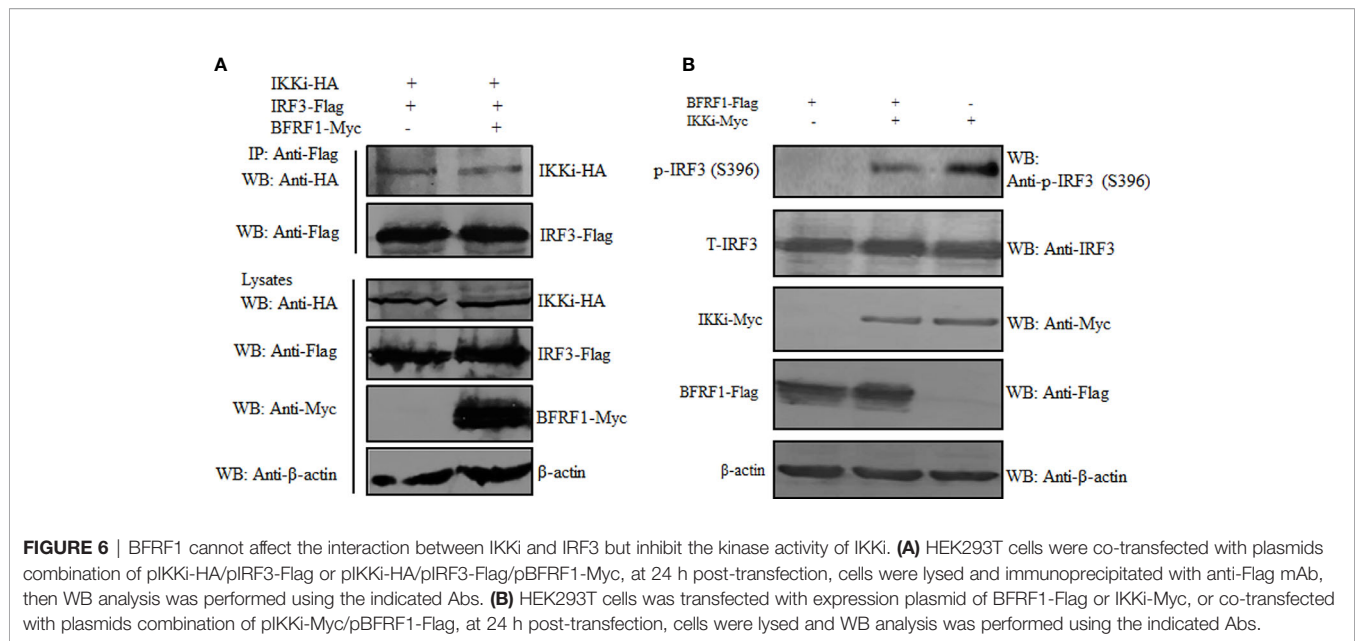 A
IKKi-HA + +
IRF3-Flag + +
BFRF1-Myc - +
IP: Anti-Flag
WB: Anti-HA IKKi-HA
WB: Anti-Flag IRF3-Flag
Lysates
WB: Anti-HA IKKi-HA
WB: Anti-Flag IRF3-Flag
WB: Anti-Myc BFRF1-Myc
WB: Anti-β-actin β-actin
B
BFRF1-Flag + + -
IKKi-Myc - + +
p-IRF3 (S396) WB:
Anti-p-IRF3 (S396)
T-IRF3 WB: Anti-IRF3
IKKi-Myc WB: Anti-Myc
BFRF1-Flag WB: Anti-Flag
β-actin WB: Anti-β-actin
FIGURE 6 | BFRF1 cannot affect the interaction between IKKi and IRF3 but inhibit the kinase activity of IKKi. (A) HEK293T cells were co-transfected with plasmids
combination of pIKKi-HA/pIRF3-Flag or pIKKi-HA/pIRF3-Flag/pBFRF1-Myc, at 24 h post-transfection, cells were lysed and immunoprecipitated with anti-Flag mAb,
then WB analysis was performed using the indicated Abs. (B) HEK293T cells was transfected with expression plasmid of BFRF1-Flag or IKKi-Myc, or co-transfected
with plasmids combination of pIKKi-Myc/pBFRF1-Flag, at 24 h post-transfection, cells were lysed and WB analysis was performed using the indicated Abs.